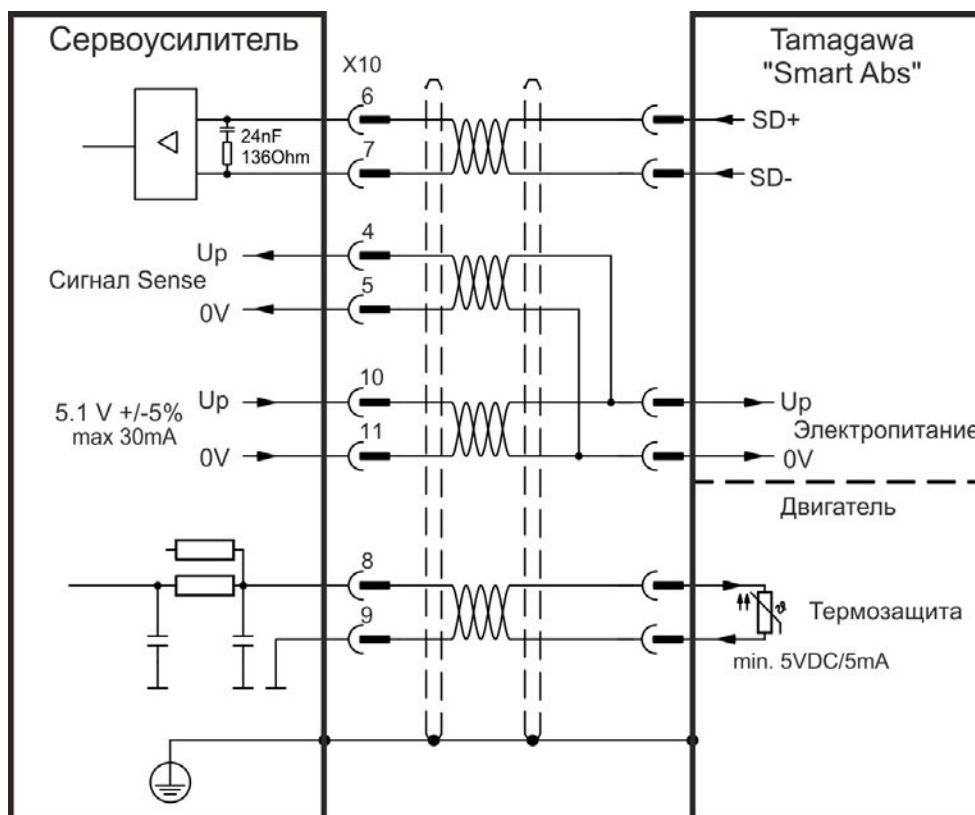 Сервоусилитель
X10
Tamagawa
"Smart Abs"
6
24nF
136Ohm
7
SD+
SD-
4
Up
Сигнал Sense
5
0V
10
5.1 V +/-5%
max 30mA
Up
11
0V
Up
Электропитание
0V
Двигатель
8
9
ϑ
Термозащита
min. 5VDC/5mA